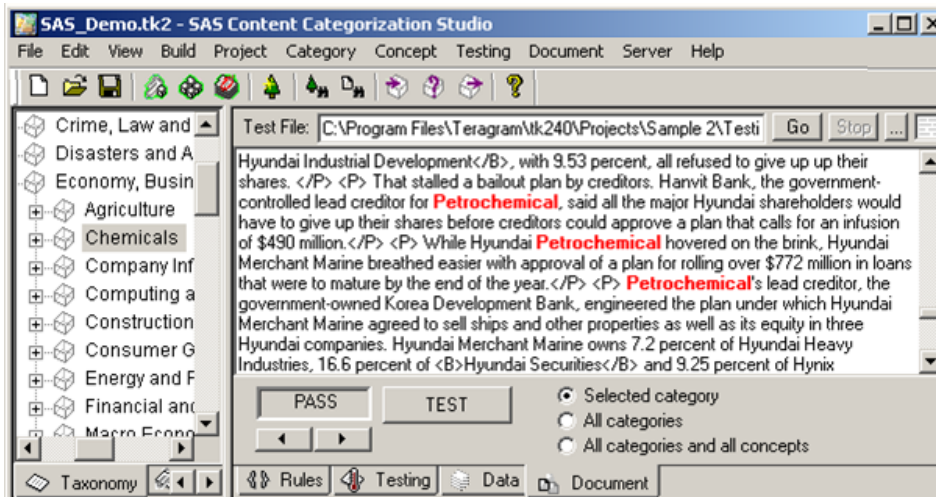 SAS_Demo.tk2 - SAS Content Categorization Studio
File Edit View Build Project Category Concept Testing Document Server Help
Crime, Law and
Disasters and A
Economy, Busin
Agriculture
Chemicals
Company Inf
Computing a
Construction
Consumer G
Energy and F
Financial and
Macro Econo
Taxonomy
Test File: C:\Program Files\Teragram\tk240\Projects\Sample 2\Testi Go Stop ...
Hyundai Industrial Development</B>, with 9.53 percent, all refused to give up up their
shares. </P> <P> That stalled a bailout plan by creditors. Hanvit Bank, the government-
controlled lead creditor for Petrochemical, said all the major Hyundai shareholders would
have to give up their shares before creditors could approve a plan that calls for an infusion
of $490 million.</P> <P> While Hyundai Petrochemical hovered on the brink, Hyundai
Merchant Marine breathed easier with approval of a plan for rolling over $772 million in loans
that were to mature by the end of the year.</P> <P> Petrochemical's lead creditor, the
government-owned Korea Development Bank, engineered the plan under which Hyundai
Merchant Marine agreed to sell ships and other properties as well as its equity in three
Hyundai companies. Hyundai Merchant Marine owns 7.2 percent of Hyundai Heavy
Industries, 16.6 percent of <B>Hyundai Securities</B> and 9.25 percent of Hynix
PASS TEST
Selected category
All categories
All categories and all concepts
Rules Testing Data Document